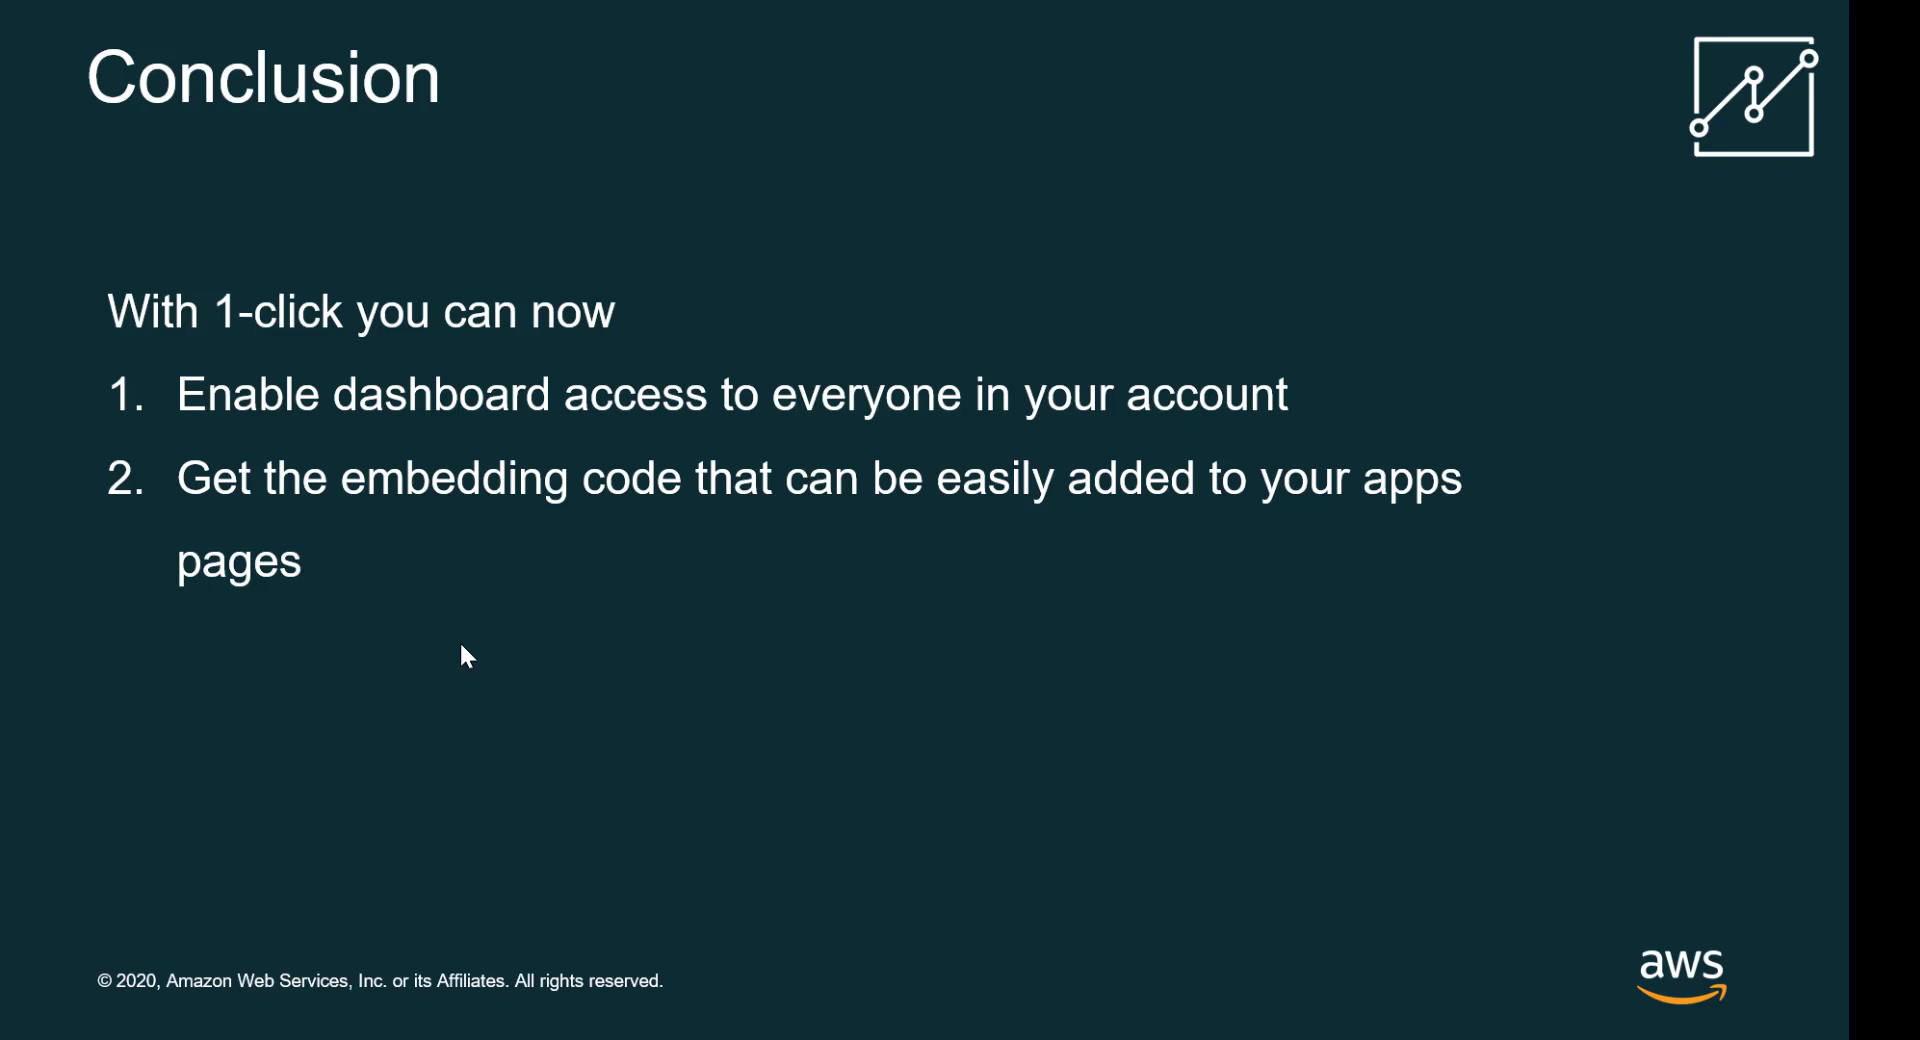 Conclusion
With 1-click you can now
1. Enable dashboard access to everyone in your account
2. Get the embedding code that can be easily added to your apps
pages
© 2020, Amazon Web Services, Inc. or its Affiliates. All rights reserved.
aws